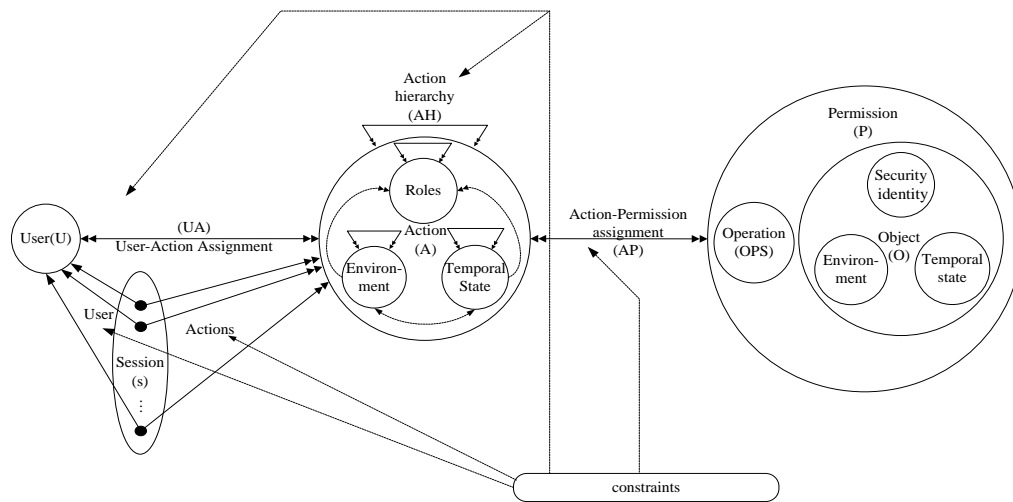 Action
hierarchy
(AH)
Roles
Action
(A)
Environ-
ment
Temporal
State
User(U)
(UA)
User-Action Assignment
User
Actions
Session
(s)
...
Action-Permission
assignment
(AP)
Permission
(P)
Security
identity
Operation
(OPS)
Object
(O)
Environ-
ment
Temporal
state
constraints